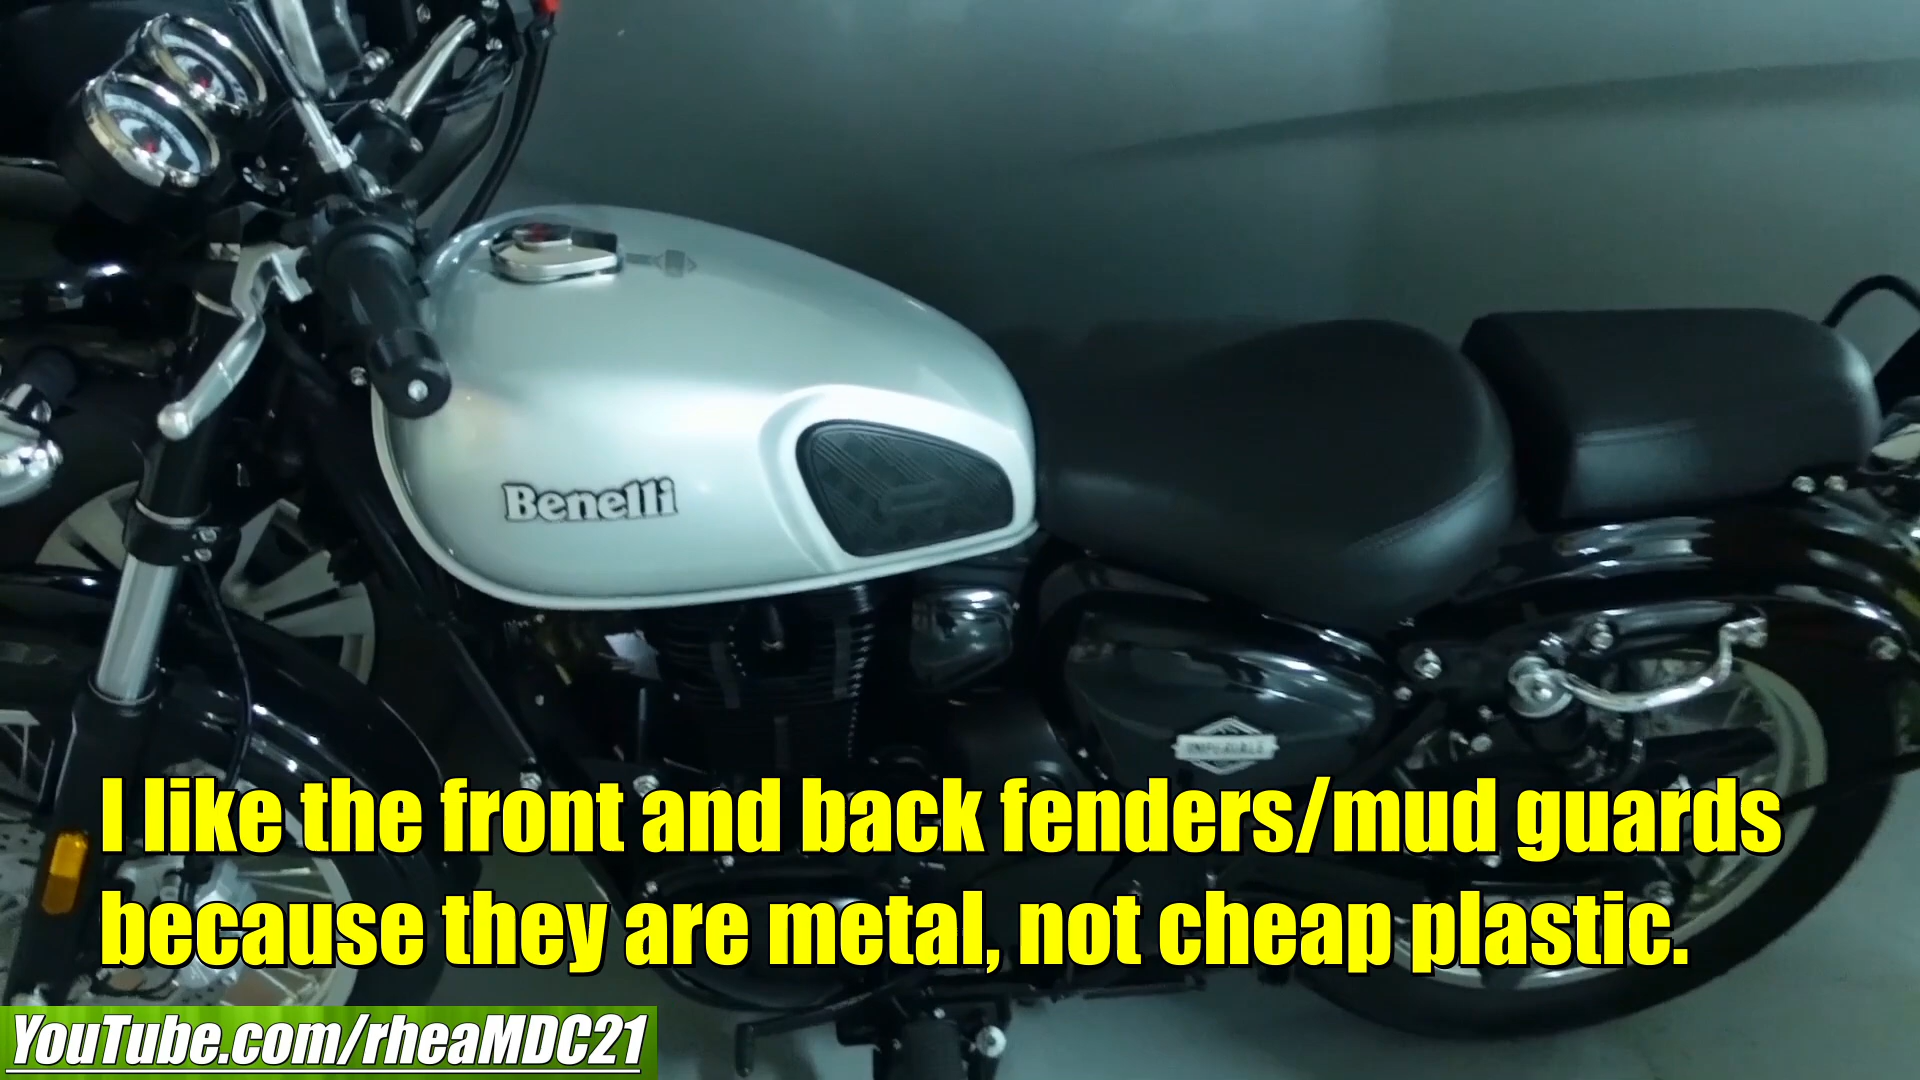 Benelli
IMPERIALE
I like the front and back fenders/mud guards
because they are metal, not cheap plastic.
YouTube.com/rheaMDC21